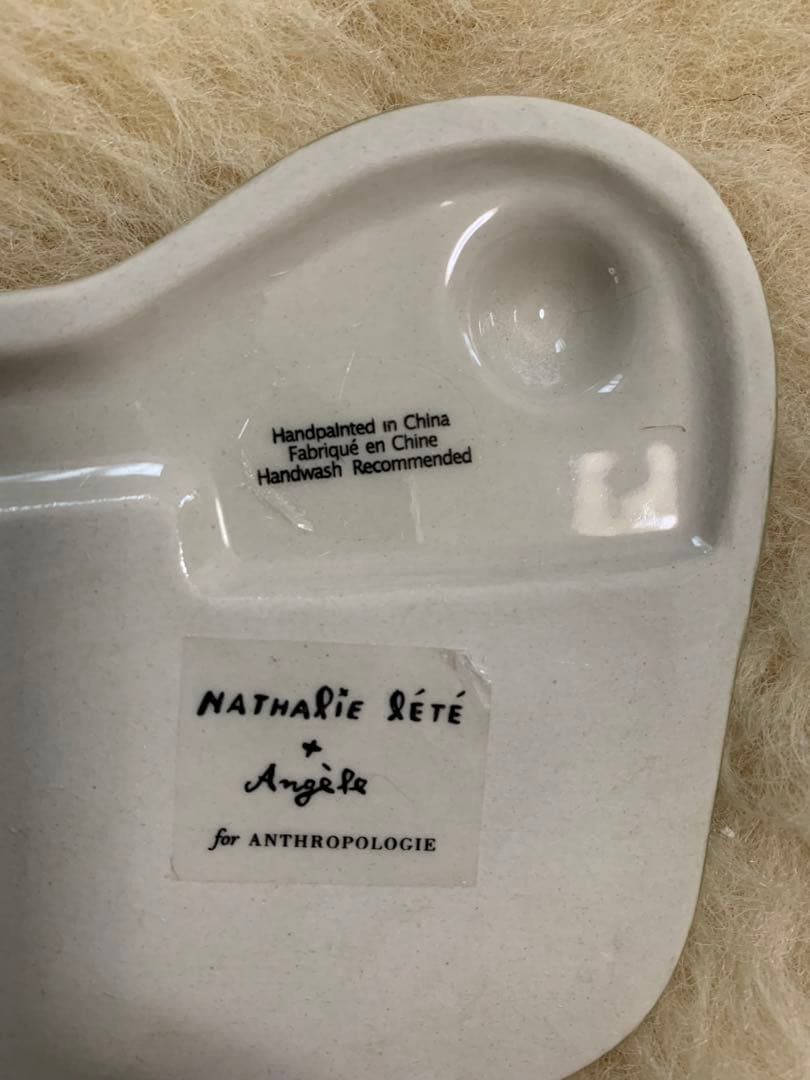 Handpainted in China
Fabriqué en Chine
Handwash Recommended
NATHALiE lÉTÉ
+
Angèle
for ANTHROPOLOGIE